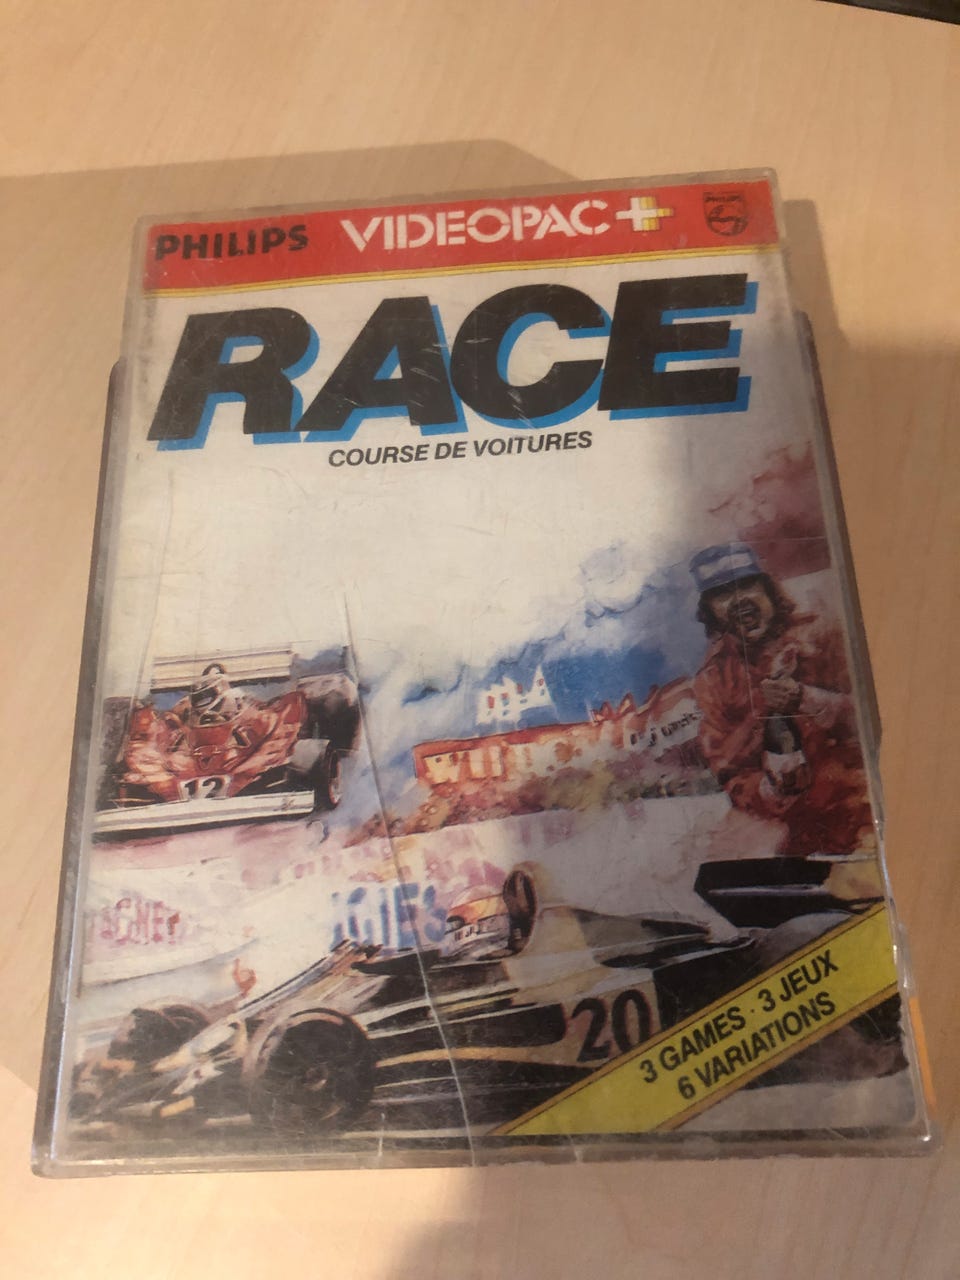 PHILIPS VIDEOPAC+ PHILIPS
RACE
COURSE DE VOITURES
12
20
3 GAMES · 3 JEUX
6 VARIATIONS